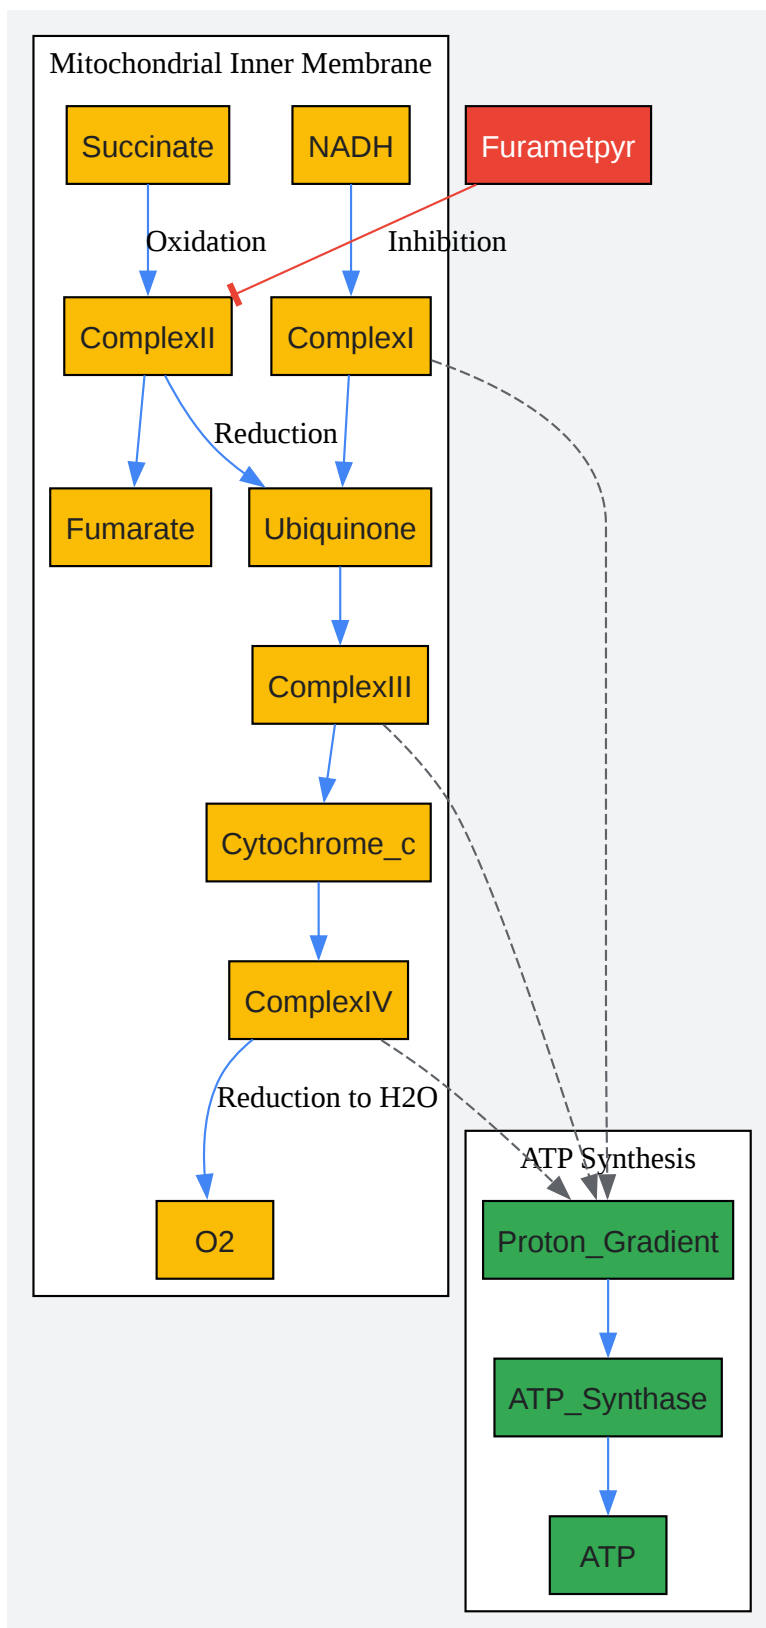 Mitochondrial Inner Membrane
Succinate
NADH
Furametpyr
Oxidation
Inhibition
ComplexII
ComplexI
Reduction
Fumarate
Ubiquinone
ComplexIII
Cytochrome_c
ComplexIV
Reduction to H2O
ATP Synthesis
O2
Proton_Gradient
ATP_Synthase
ATP